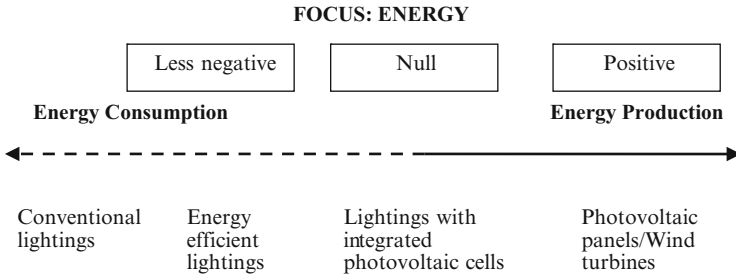 FOCUS: ENERGY
Less negative
Null
Positive
Energy Consumption
Energy Production
Conventional
lightings
Energy
efficient
lightings
Lightings with
integrated
photovoltaic cells
Photovoltaic
panels/Wind
turbines